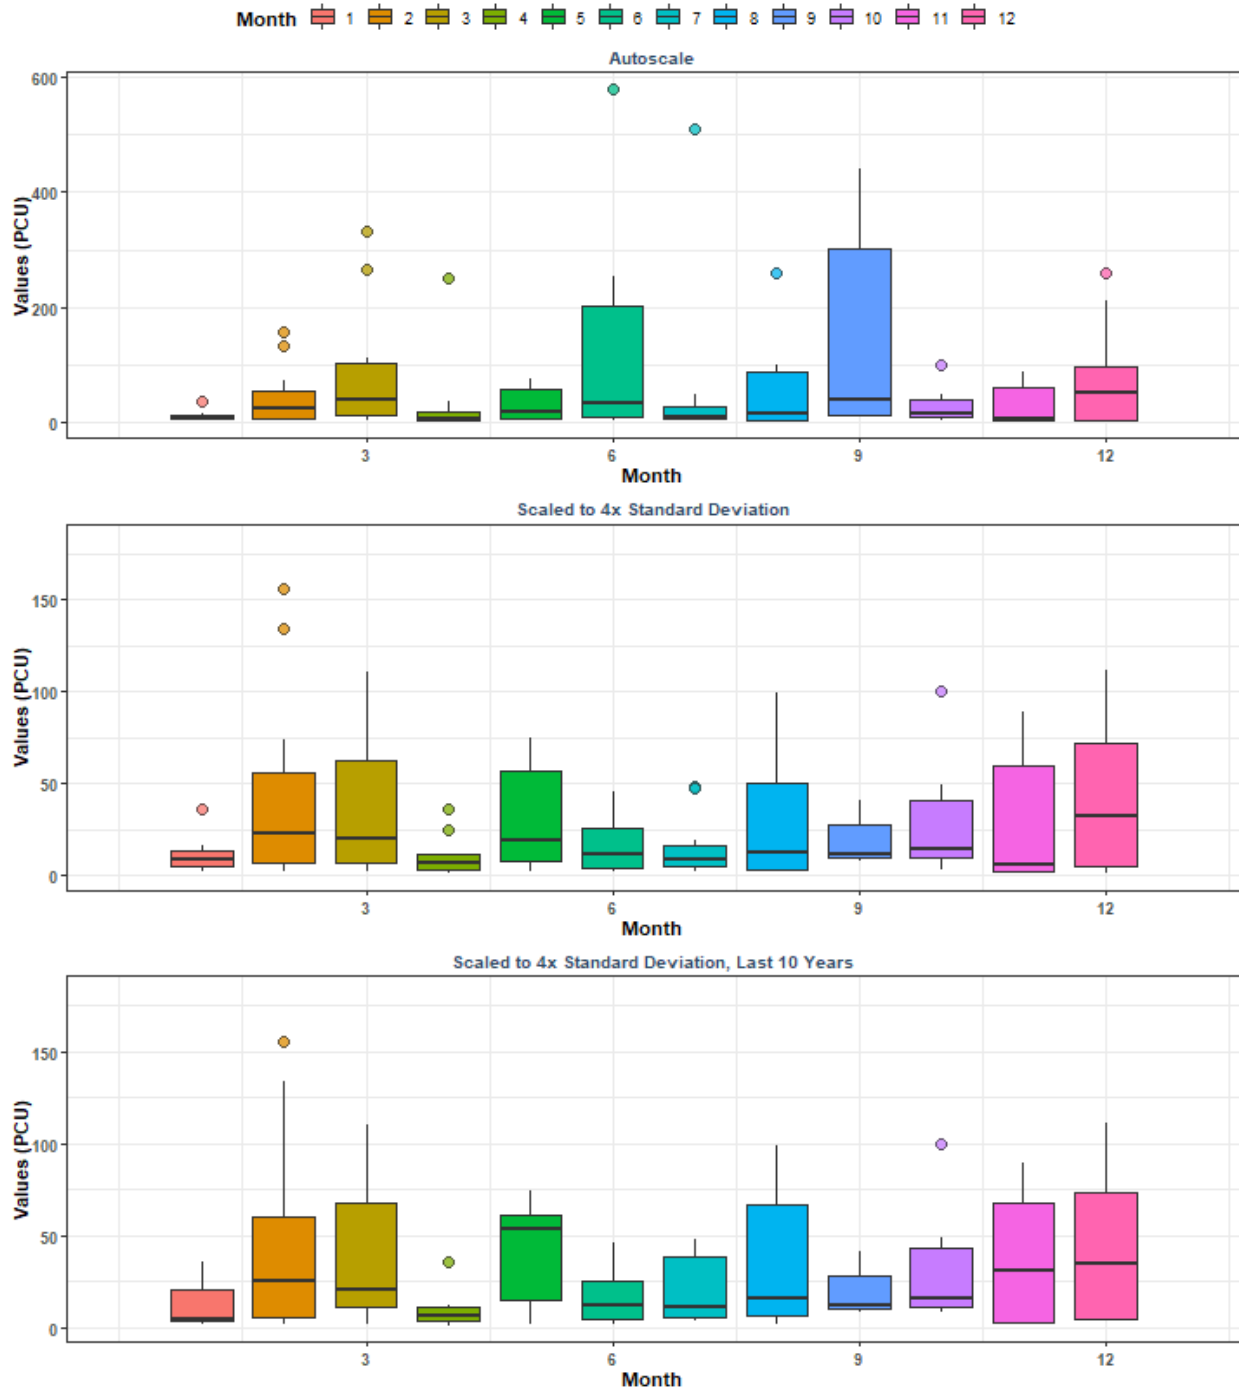 Month 1 2 3 4 5 6 7 8 9 10 11 12
Autoscale
Values (PCU)
600
400
200
0
3 6 9 12
Month
Scaled to 4x Standard Deviation
Values (PCU)
150
100
50
0
3 6 9 12
Month
Scaled to 4x Standard Deviation, Last 10 Years
Values (PCU)
150
100
50
0
3 6 9 12
Month